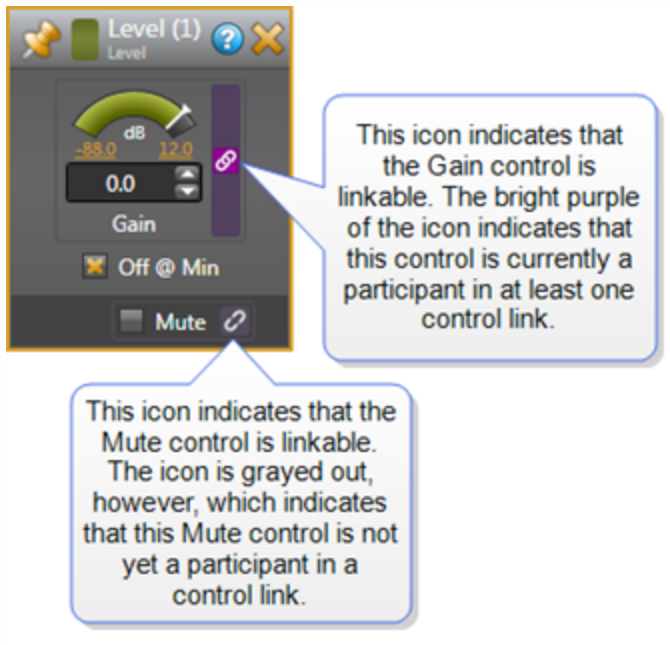 Level (1)
Level
?
dB
-88.0 12.0
0.0
Gain
Off @ Min
Mute
This icon indicates that
the Gain control is
linkable. The bright purple
of the icon indicates that
this control is currently a
participant in at least one
control link.
This icon indicates that the
Mute control is linkable.
The icon is grayed out,
however, which indicates
that this Mute control is not
yet a participant in a
control link.